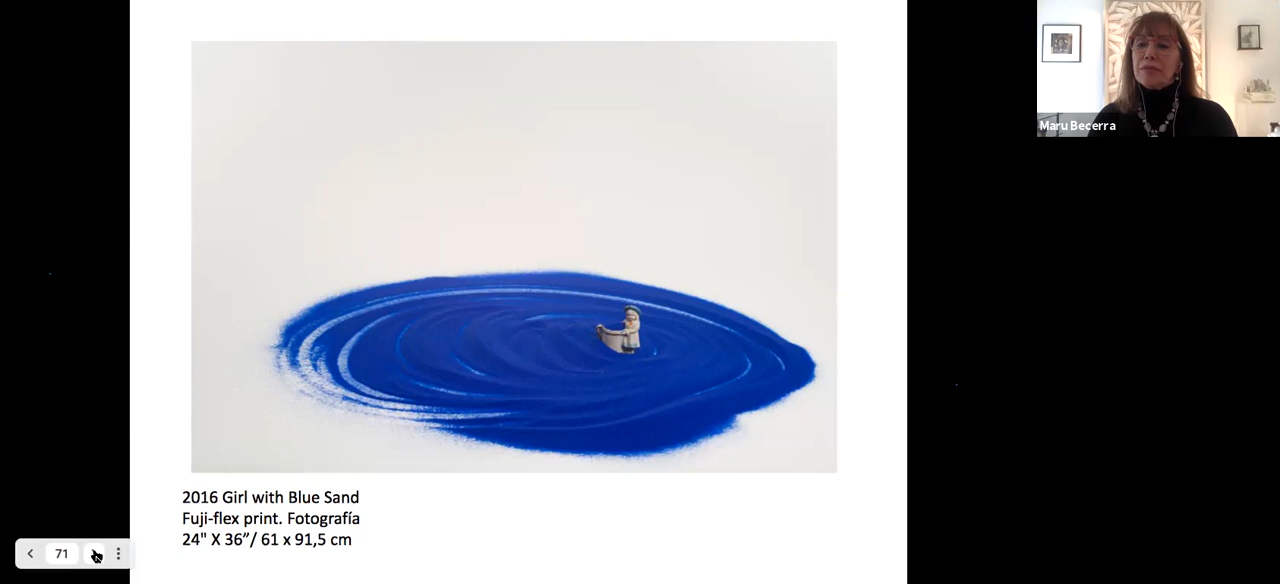 Maru Becerra
2016 Girl with Blue Sand
Fuji-flex print. Fotografía
24" X 36”/ 61 x 91,5 cm
71